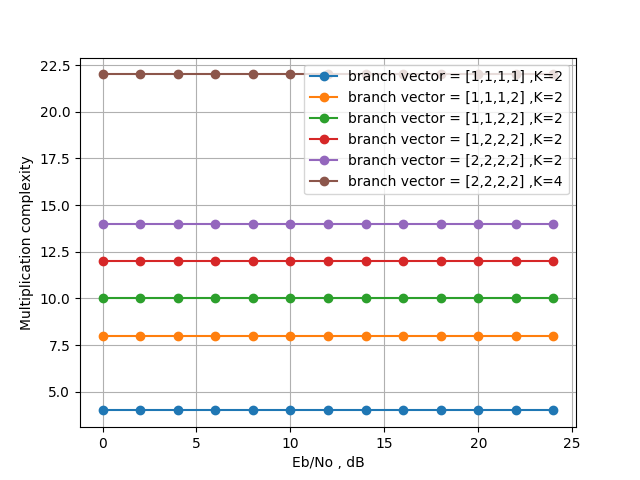 22.5
20.0
17.5
15.0
12.5
10.0
7.5
5.0
Multiplication complexity
branch vector = [1,1,1,1] ,K=2
branch vector = [1,1,1,2] ,K=2
branch vector = [1,1,2,2] ,K=2
branch vector = [1,2,2,2] ,K=2
branch vector = [2,2,2,2] ,K=2
branch vector = [2,2,2,2] ,K=4
0 5 10 15 20 25
Eb/No , dB